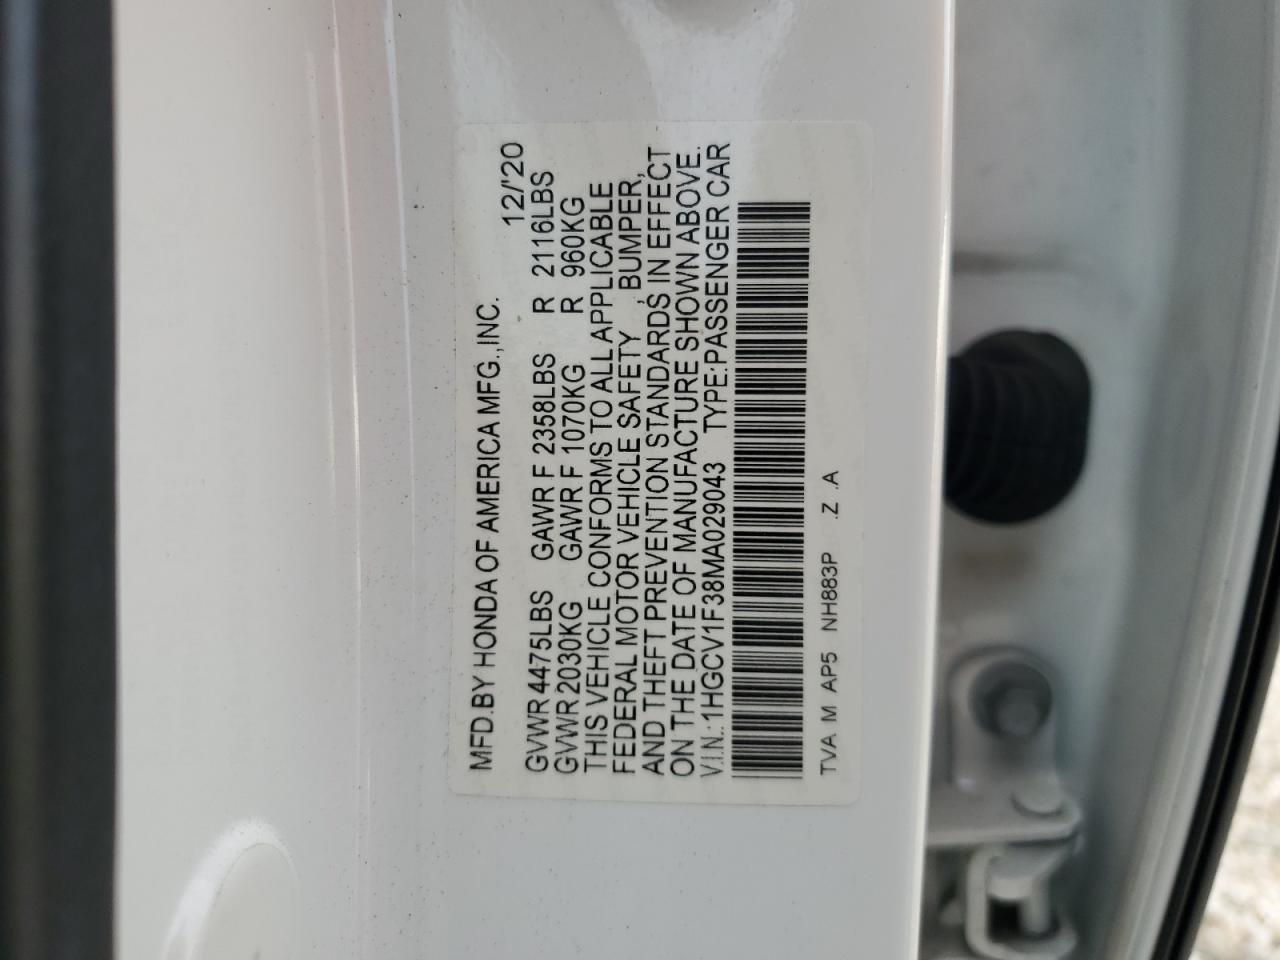 MFD.BY HONDA OF AMERICA MFG.,INC.
12/'20
GVWR 4475LBS GAWR F 2358LBS R 2116LBS
GVWR 2030KG GAWR F 1070KG R 960KG
THIS VEHICLE CONFORMS TO ALL APPLICABLE
FEDERAL MOTOR VEHICLE SAFETY , BUMPER,
AND THEFT PREVENTION STANDARDS IN EFFECT
ON THE DATE OF MANUFACTURE SHOWN ABOVE.
V.I.N.:1HGCV1F38MA029043 TYPE:PASSENGER CAR
TVA M AP5 NH883P .Z .A